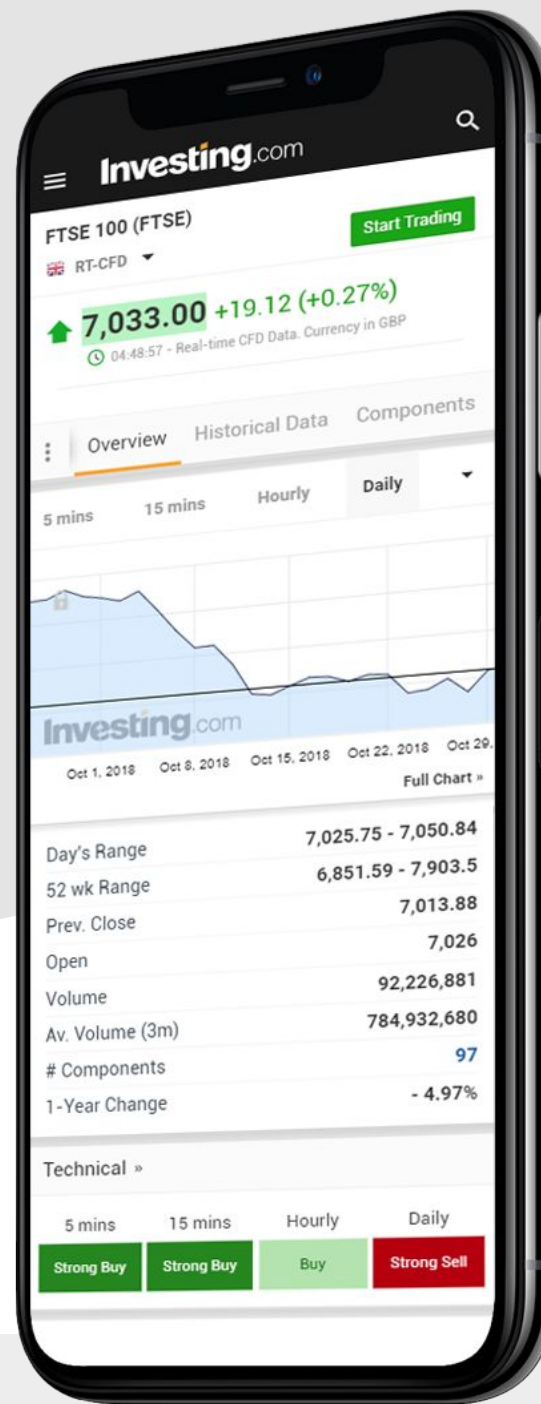 Investing.com
FTSE 100 (FTSE)
Start Trading
RT-CFD
7,033.00 +19.12 (+0.27%)
04:48:57 - Real-time CFD Data. Currency in GBP
Overview Historical Data Components
5 mins 15 mins Hourly Daily
Investing.com
Oct 1, 2018 Oct 8, 2018 Oct 15, 2018 Oct 22, 2018 Oct 29,
Full Chart »
Day's Range 7,025.75 - 7,050.84
52 wk Range 6,851.59 - 7,903.5
Prev. Close 7,013.88
Open 7,026
Volume 92,226,881
Av. Volume (3m) 784,932,680
# Components 97
1-Year Change - 4.97%
Technical »
5 mins 15 mins Hourly Daily
Strong Buy Strong Buy Buy Strong Sell